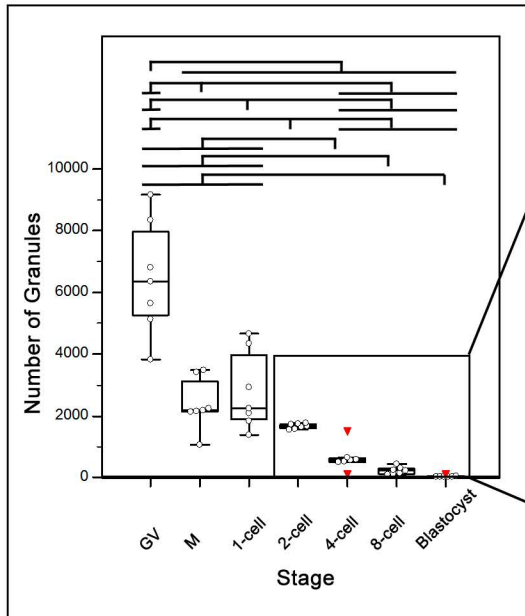 Number of Granules
10000
8000
6000
4000
2000
0
GV
M
1-cell
2-cell
4-cell
8-cell
Blastocyst
Stage